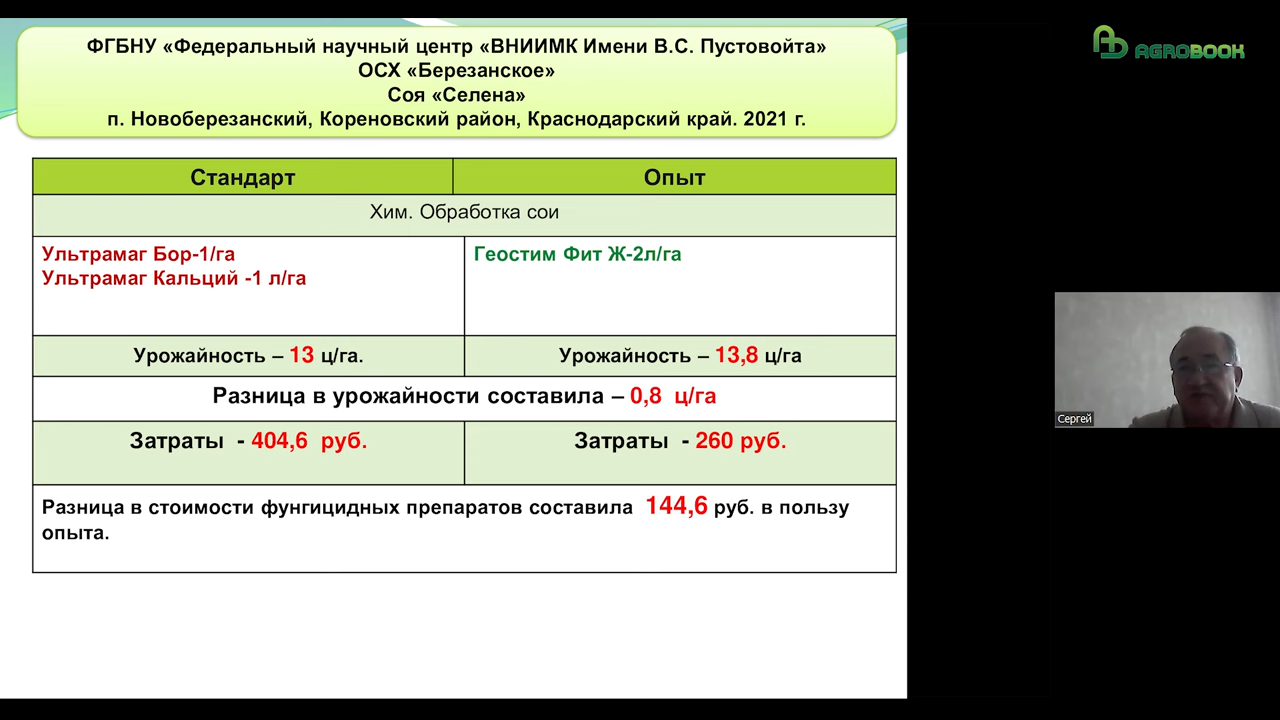 ФГБНУ «Федеральный научный центр «ВНИИМК Имени В.С. Пустовойта»
ОСХ «Березанское»
Соя «Селена»
п. Новоберезанский, Кореновский район, Краснодарский край. 2021 г.
AGROBOOK
Стандарт Опыт
Хим. Обработка сои
Ультрамаг Бор-1/га
Ультрамаг Кальций -1 л/га
Геостим Фит Ж-2л/га
Урожайность – 13 ц/га. Урожайность – 13,8 ц/га
Разница в урожайности составила – 0,8 ц/га
Затраты - 404,6 руб. Затраты - 260 руб.
Разница в стоимости фунгицидных препаратов составила 144,6 руб. в пользу
опыта.
Сергей